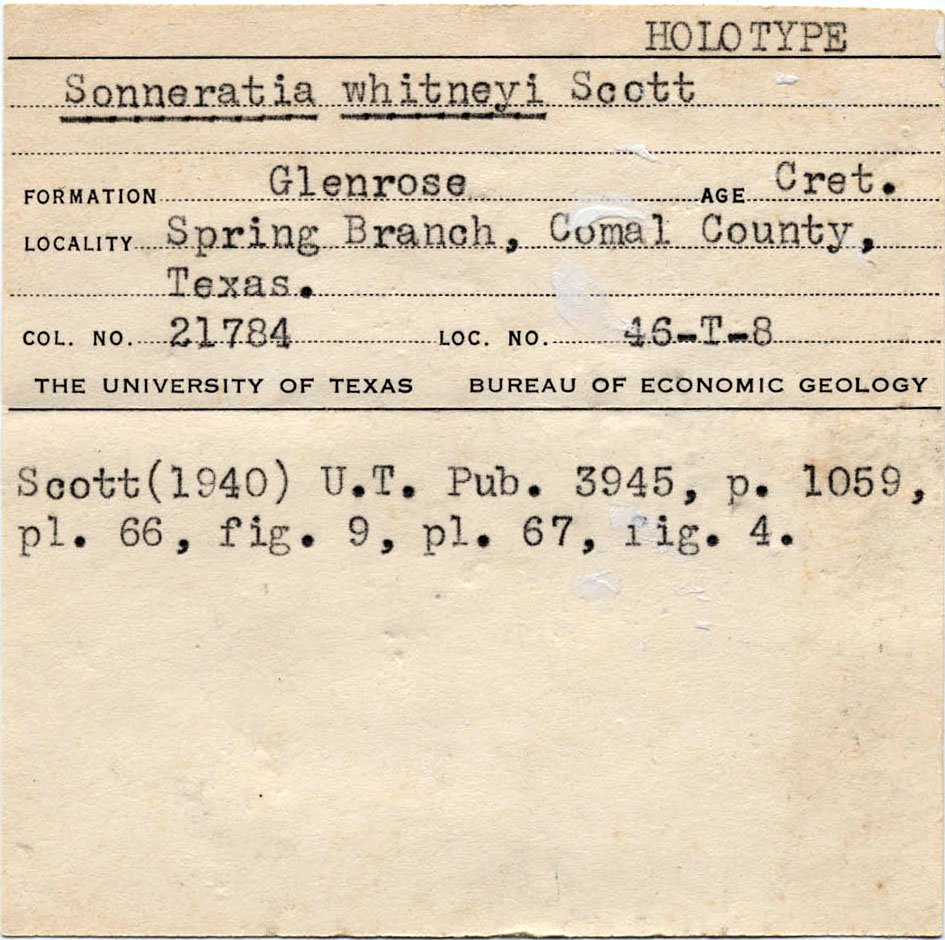 HOLOTYPE
Sonneratia whitneyi Scott
FORMATION Glenrose AGE Cret.
LOCALITY Spring Branch, Comal County,
Texas.
COL. NO. 21784 LOC. NO. 46-T-8
THE UNIVERSITY OF TEXAS BUREAU OF ECONOMIC GEOLOGY
Scott(1940) U.T. Pub. 3945, p. 1059,
pl. 66, fig. 9, pl. 67, fig. 4.